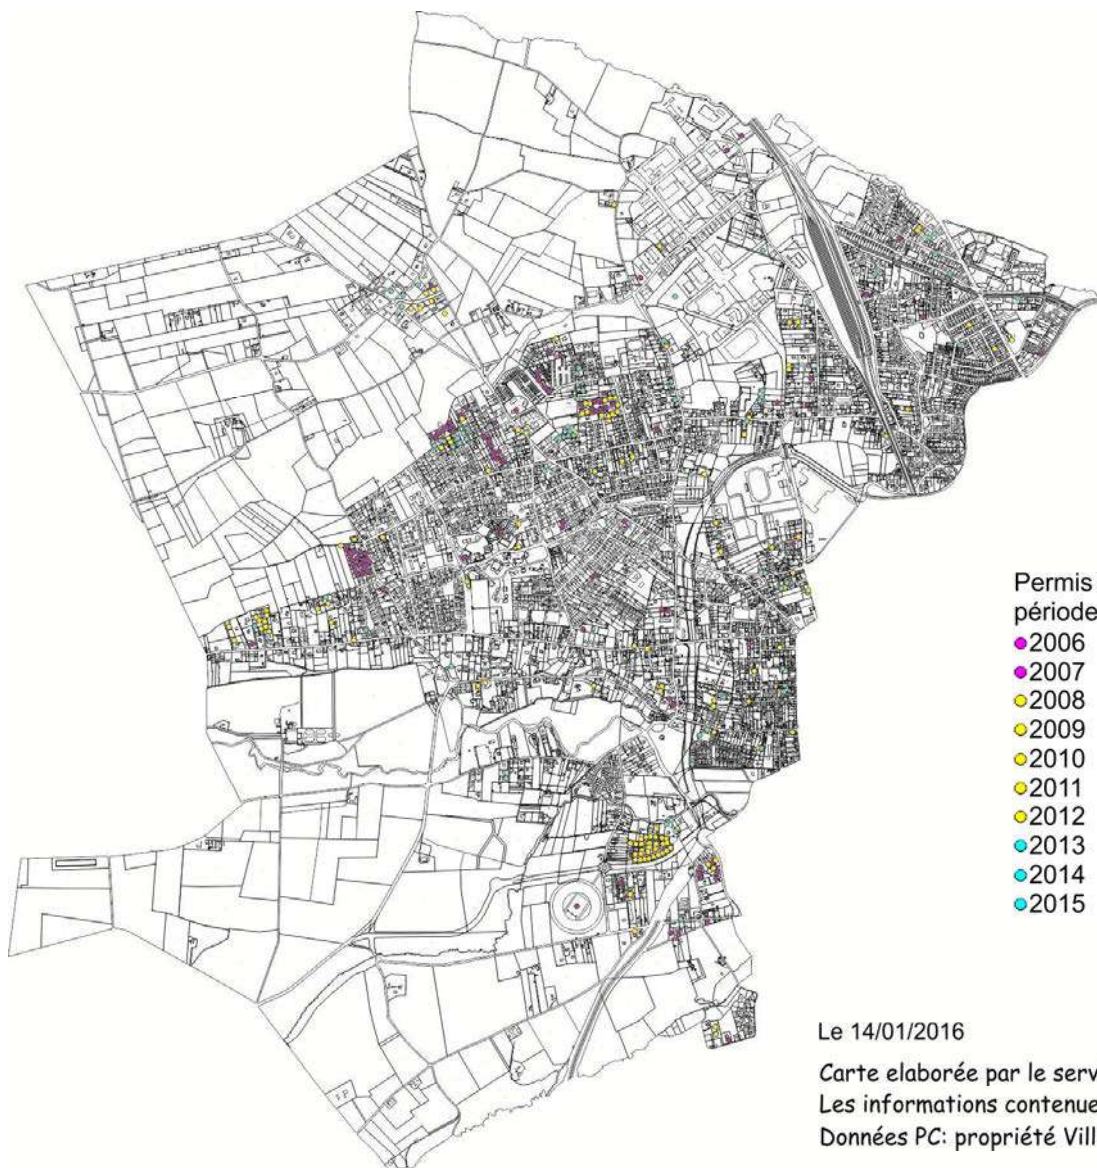 Permis
période
2006
2007
2008
2009
2010
2011
2012
2013
2014
2015
Le 14/01/2016
Carte elaborée par le serv
Les informations contenue
Données PC: propriété Vill